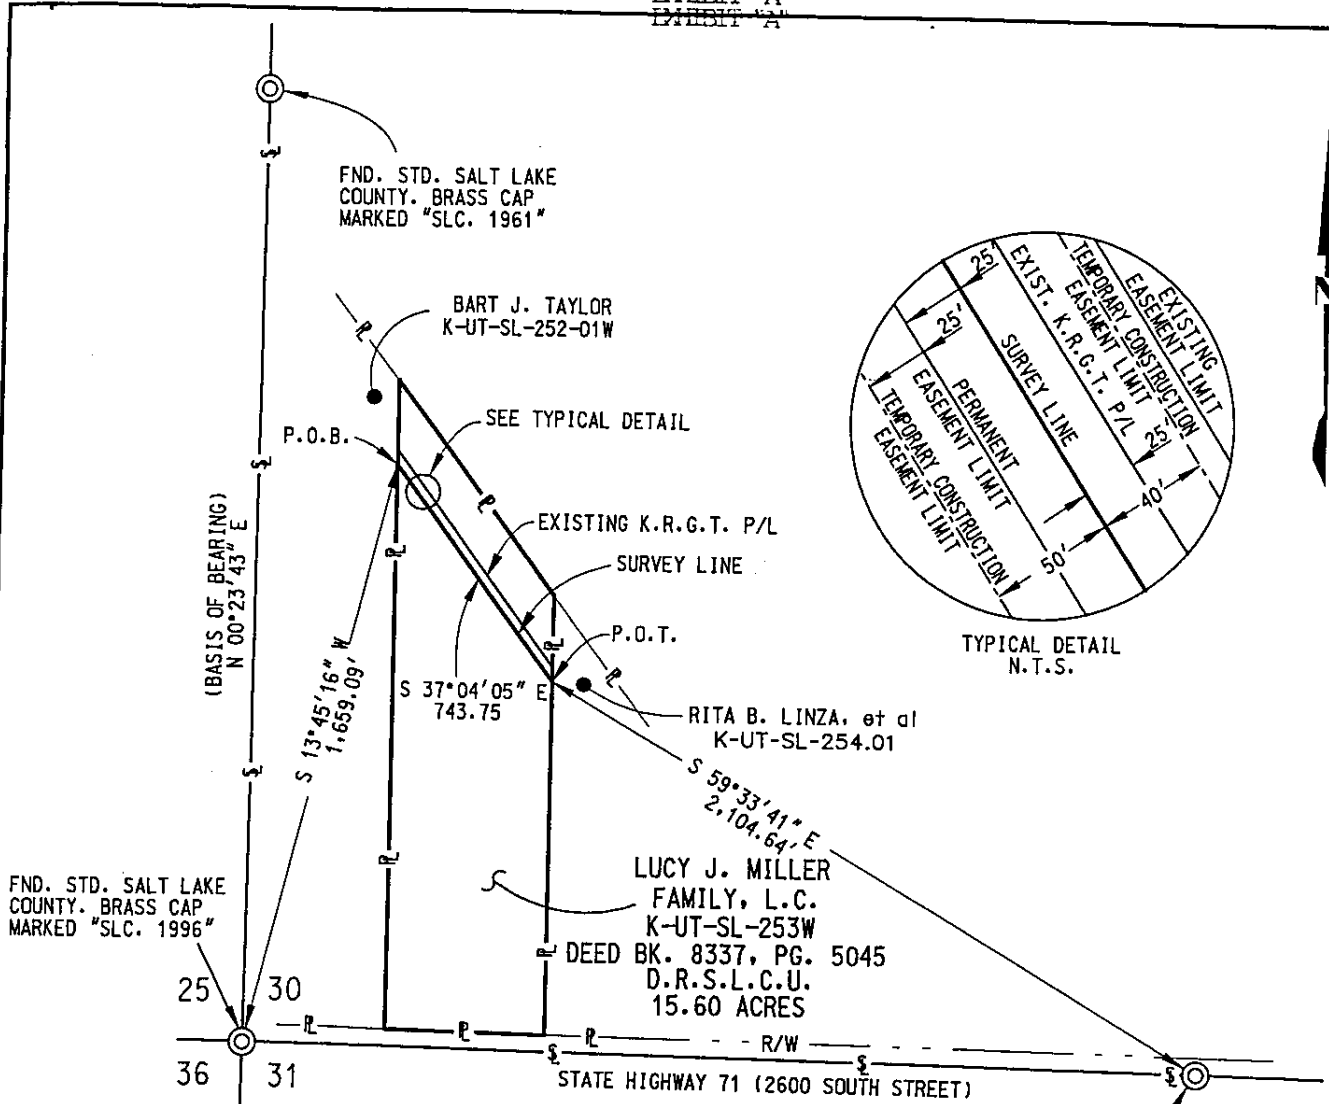 EXHIBIT "A"
FND. STD. SALT LAKE
COUNTY. BRASS CAP
MARKED "SLC. 1961"
BART J. TAYLOR
K-UT-SL-252-01W
SEE TYPICAL DETAIL
P.O.B.
EXISTING K.R.G.T. P/L
SURVEY LINE
P.O.T.
(BASIS OF BEARING)
N 00°23'43" E
S 13°45'16" W
1,659.09'
S 37°04'05" E
743.75
RITA B. LINZA, et al
K-UT-SL-254.01
S 59°33'41" E
2,104.64'
25'
25'
EXISTING
EASEMENT LIMIT
TEMPORARY CONSTRUCTION
EASEMENT LIMIT
EXIST. K.R.G.T. P/L
SURVEY LINE
PERMANENT
EASEMENT LIMIT
TEMPORARY CONSTRUCTION
EASEMENT LIMIT
25'
40'
50'
TYPICAL DETAIL
N.T.S.
LUCY J. MILLER
FAMILY, L.C.
K-UT-SL-253W
DEED BK. 8337, PG. 5045
D.R.S.L.C.U.
15.60 ACRES
FND. STD. SALT LAKE
COUNTY. BRASS CAP
MARKED "SLC. 1996"
25 30
36 31
R/W
STATE HIGHWAY 71 (2600 SOUTH STREET)